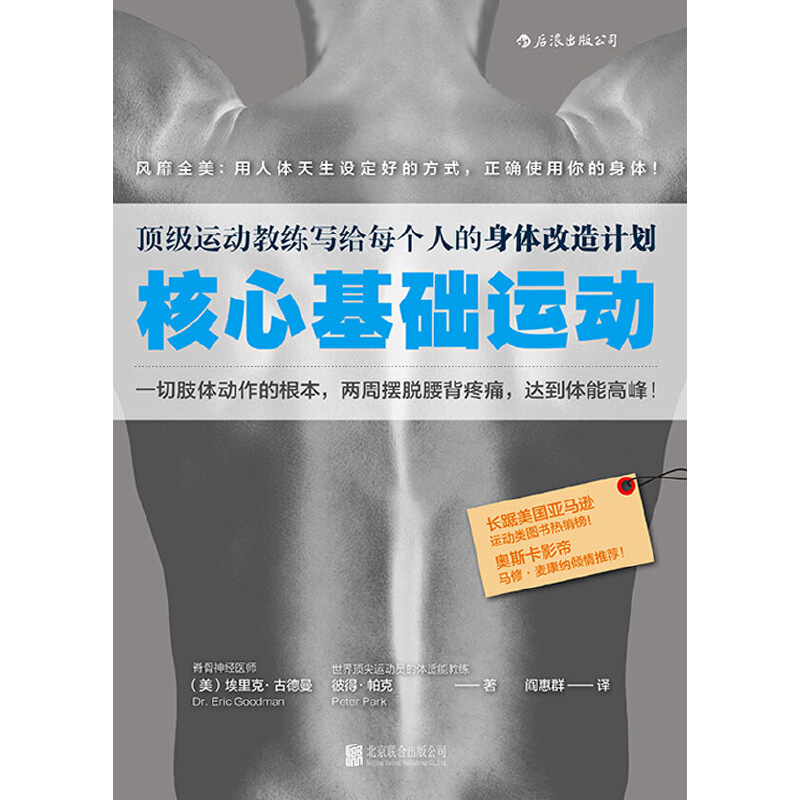 后浪出版公司
风靡全美：用人体天生设定好的方式，正确使用你的身体！
顶级运动教练写给每个人的身体改造计划
核心基础运动
一切肢体动作的根本，两周摆脱腰背疼痛，达到体能高峰！
长踞美国亚马逊
运动类图书热销榜！
奥斯卡影帝
马修·麦康纳倾情推荐！
脊骨神经医师 世界顶尖运动员的体适能教练
（美）埃里克·古德曼 彼得·帕克 —— 著 阎惠群 —— 译
Dr. Eric Goodman Peter Park
北京联合出版公司
Beijing United Publishing Co.,Ltd.